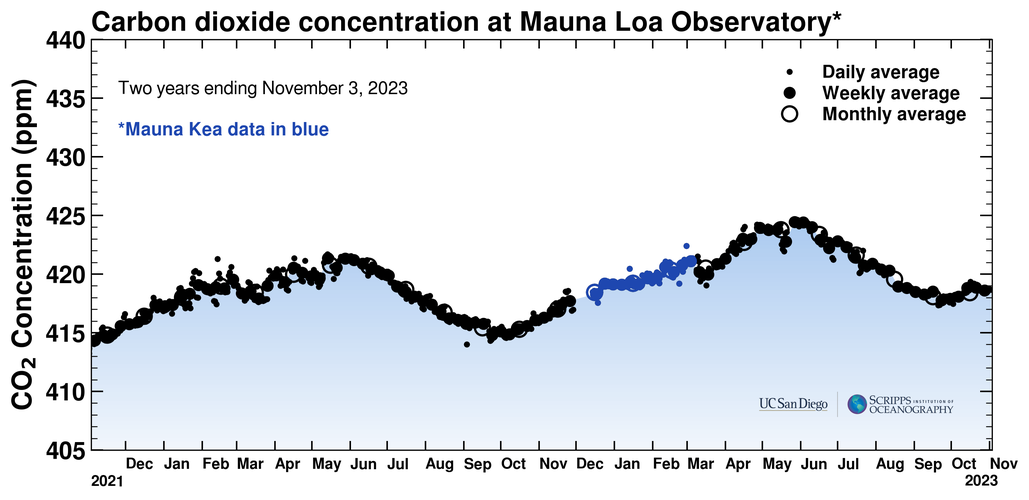 Carbon dioxide concentration at Mauna Loa Observatory*
440
435
430
425
420
415
410
405
CO₂ Concentration (ppm)
Two years ending November 3, 2023
*Mauna Kea data in blue
Daily average
Weekly average
Monthly average
UC San Diego
SCRIPPS INSTITUTION OF
OCEANOGRAPHY
Dec Jan Feb Mar Apr May Jun Jul Aug Sep Oct Nov Dec Jan Feb Mar Apr May Jun Jul Aug Sep Oct Nov
2021 2023